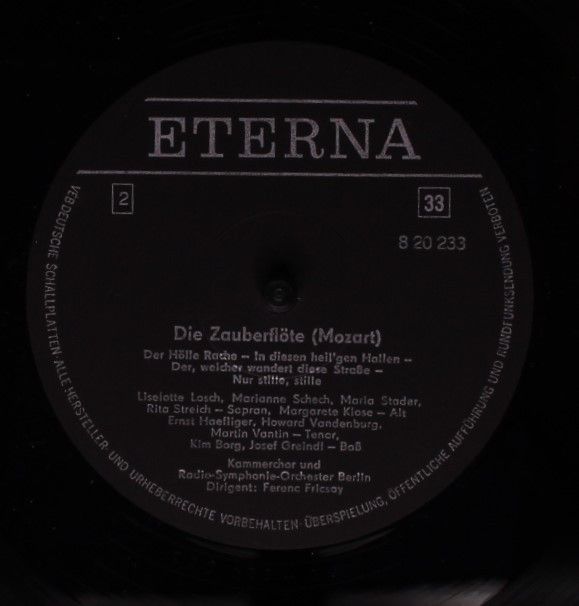 ETERNA
2
33
8 20 233
Die Zauberflöte (Mozart)
Der Hölle Rache – In diesen heil'gen Hallen –
Der, welcher wandert diese Straße –
Nur stille, stille
Liselotte Losch, Marianne Schech, Maria Stader,
Rita Streich – Sopran, Margarete Klose – Alt
Ernst Haefliger, Howard Vandenburg,
Martin Vantin – Tenor,
Kim Borg, Josef Greindl – Baß
Kammerchor und
Radio-Symphonie-Orchester Berlin
Dirigent: Ferenc Fricsay
VEB DEUTSCHE SCHALLPLATTEN · ALLE HERSTELLER- UND URHEBERRECHTE VORBEHALTEN · ÜBERSPIELUNG, ÖFFENTLICHE AUFFÜHRUNG UND RUNDFUNKSENDUNG VERBOTEN